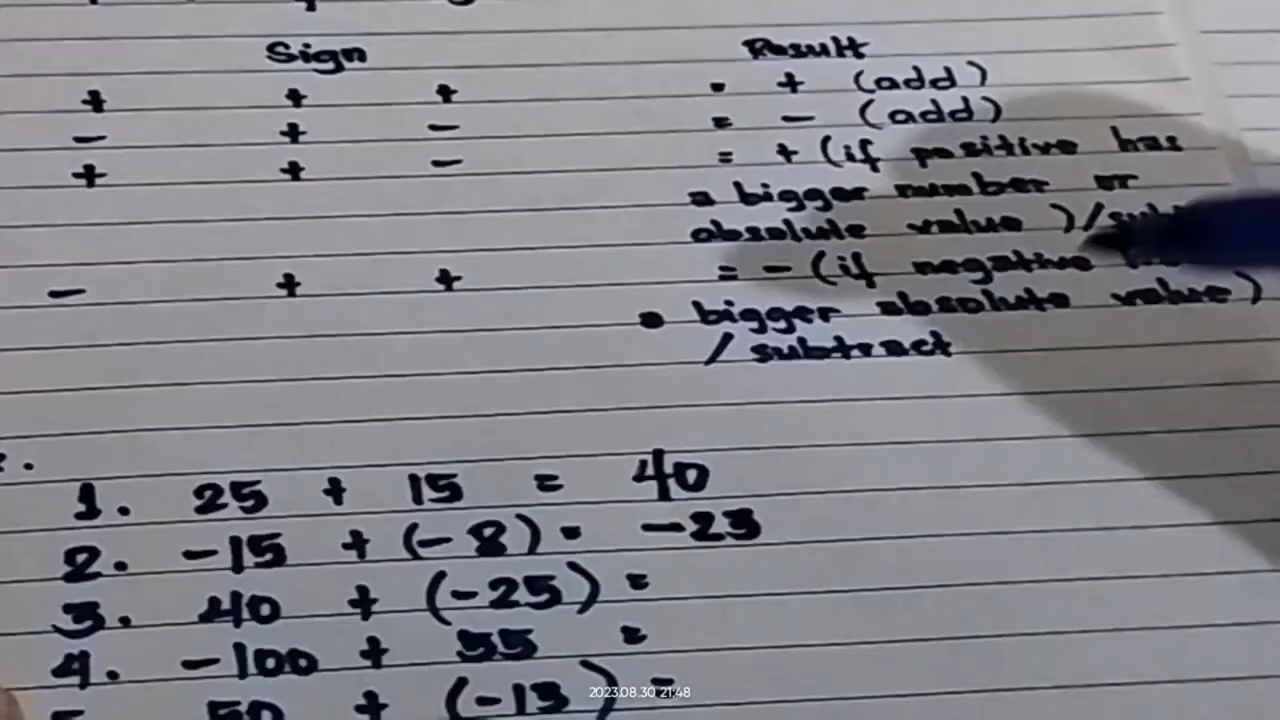 Sign Result
+ + + = + (add)
- + - = - (add)
+ + - = + (if positive has
a bigger number or
absolute value )/
- + + = - (if negative
a bigger absolute value)
/ subtract
1. 25 + 15 = 40
2. -15 + (-8) = -23
3. 40 + (-25) =
4. -100 + 55 =
50 + (-13) =
2023.08.30 21:48